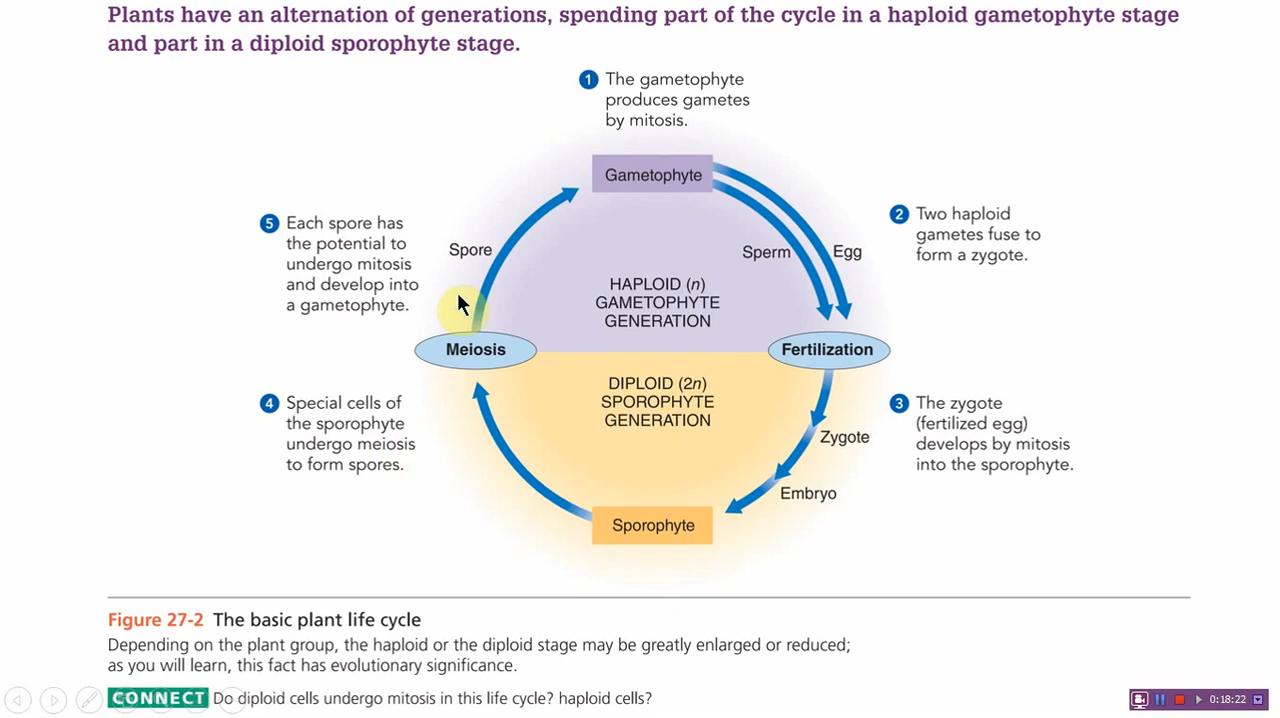 Plants have an alternation of generations, spending part of the cycle in a haploid gametophyte stage
and part in a diploid sporophyte stage.
1 The gametophyte
produces gametes
by mitosis.
Gametophyte
5 Each spore has
the potential to
undergo mitosis
and develop into
a gametophyte.
Spore
Sperm
Egg
2 Two haploid
gametes fuse to
form a zygote.
HAPLOID (n)
GAMETOPHYTE
GENERATION
Meiosis
Fertilization
DIPLOID (2n)
SPOROPHYTE
GENERATION
4 Special cells of
the sporophyte
undergo meiosis
to form spores.
3 The zygote
(fertilized egg)
develops by mitosis
into the sporophyte.
Zygote
Embryo
Sporophyte
Figure 27-2 The basic plant life cycle
Depending on the plant group, the haploid or the diploid stage may be greatly enlarged or reduced;
as you will learn, this fact has evolutionary significance.
CONNECT Do diploid cells undergo mitosis in this life cycle? haploid cells?
0:18:22